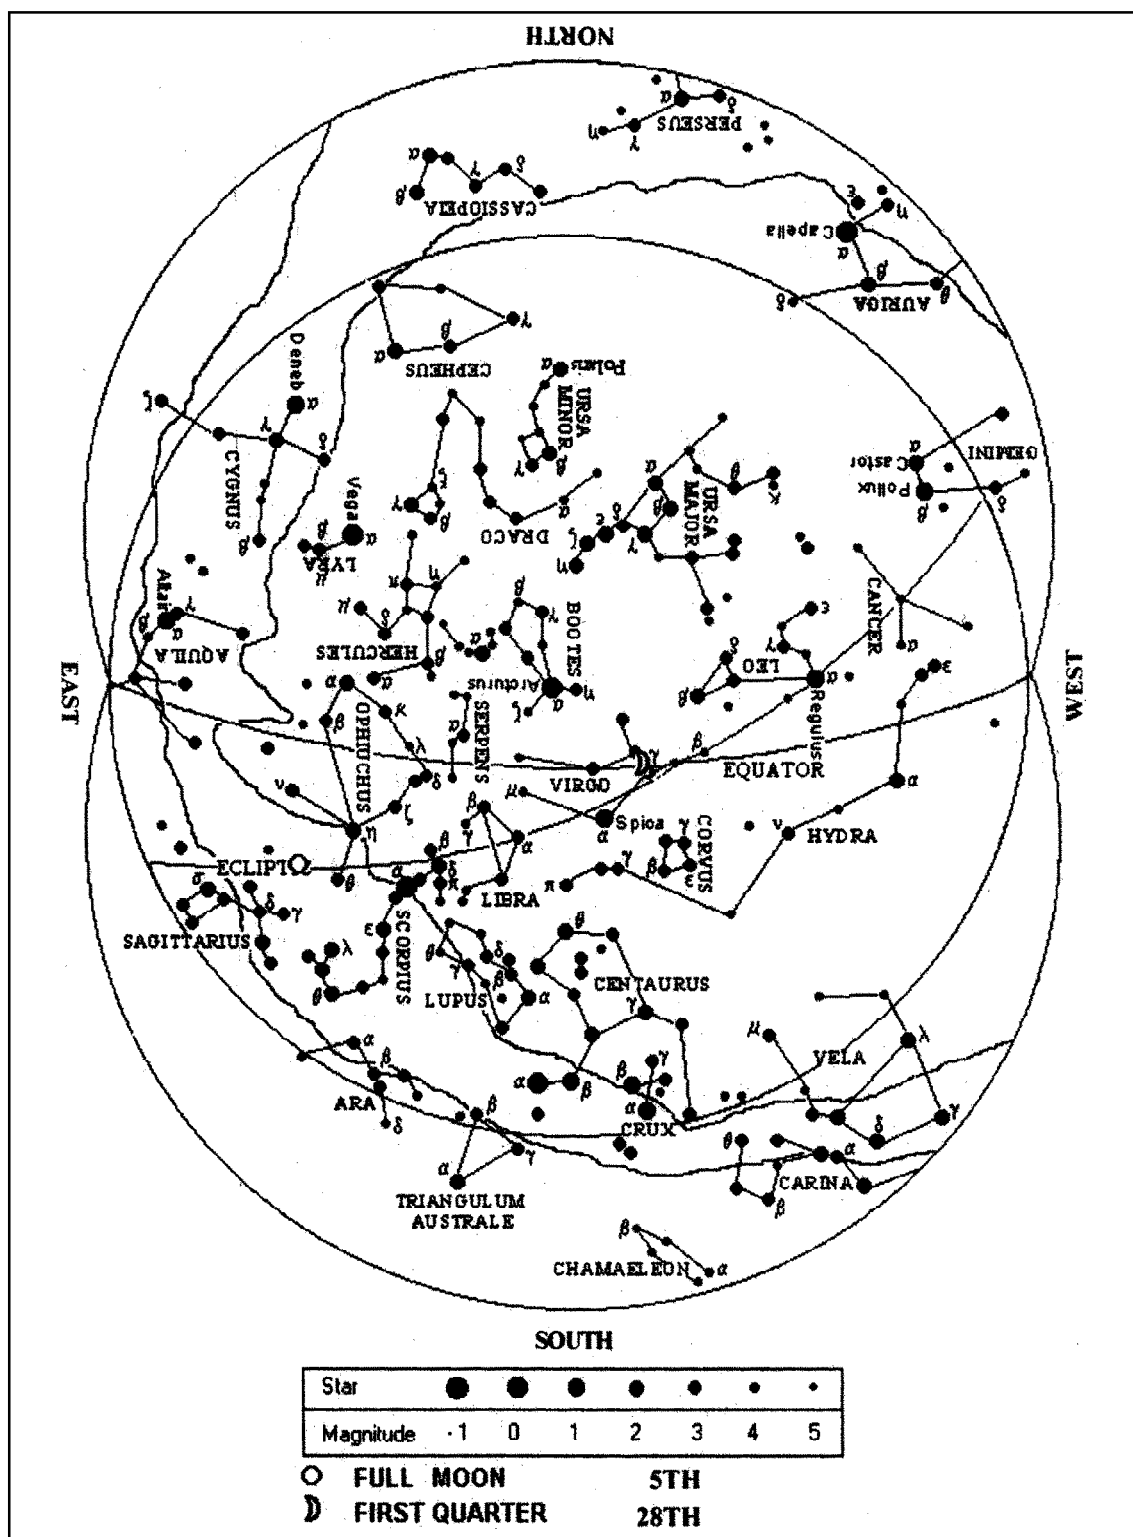 NORTH
α
δ
PERSEUS
η
γ
α
γ
δ
β
CASSIOPEIA
ε
η
Capella
α
β
θ
δ
AURIGA
γ
β
α
CEPHEUS
Polaris
α
URSA
MINOR
β
γ
Deneb
α
ζ
γ
δ
CYGNUS
β
α
Castor
GEMINI
Pollux
β
δ
α
θ
κ
URSA
MAJOR
β
γ
δ
ε
ζ
η
ξ
γ
β
DRACO
α
Vega
α
β
LYRA
μ
Altair
γ
β
α
AQUILA
π
η
μ
δ
HERCULES
β
α
α
β
γ
BOOTES
Arcturus
η
α
ζ
ε
γ
δ
LEO
β
α
Regulus
CANCER
α
ε
EAST
WEST
α
β
κ
OPHIUCHUS
λ
δ
ζ
ν
η
θ
SERPENS
α
VIRGO
γ
β
EQUATOR
μ
α
Spica
α
ν
HYDRA
CORVUS
γ
β
ε
γ
π
β
γ
α
LIBRA
ECLIPTIC
σ
δ
γ
SAGITTARIUS
β
δ
π
α
SCORPIUS
ε
λ
θ
θ
γ
δ
β
LUPUS
α
θ
CENTAURUS
γ
α
β
β
γ
α
CRUX
μ
VELA
λ
δ
γ
α
β
ARA
δ
β
α
γ
TRIANGULUM
AUSTRALE
θ
α
CARINA
β
β
CHAMAELEON
α
SOUTH
Star
Magnitude -1 0 1 2 3 4 5
FULL MOON 5TH
FIRST QUARTER 28TH